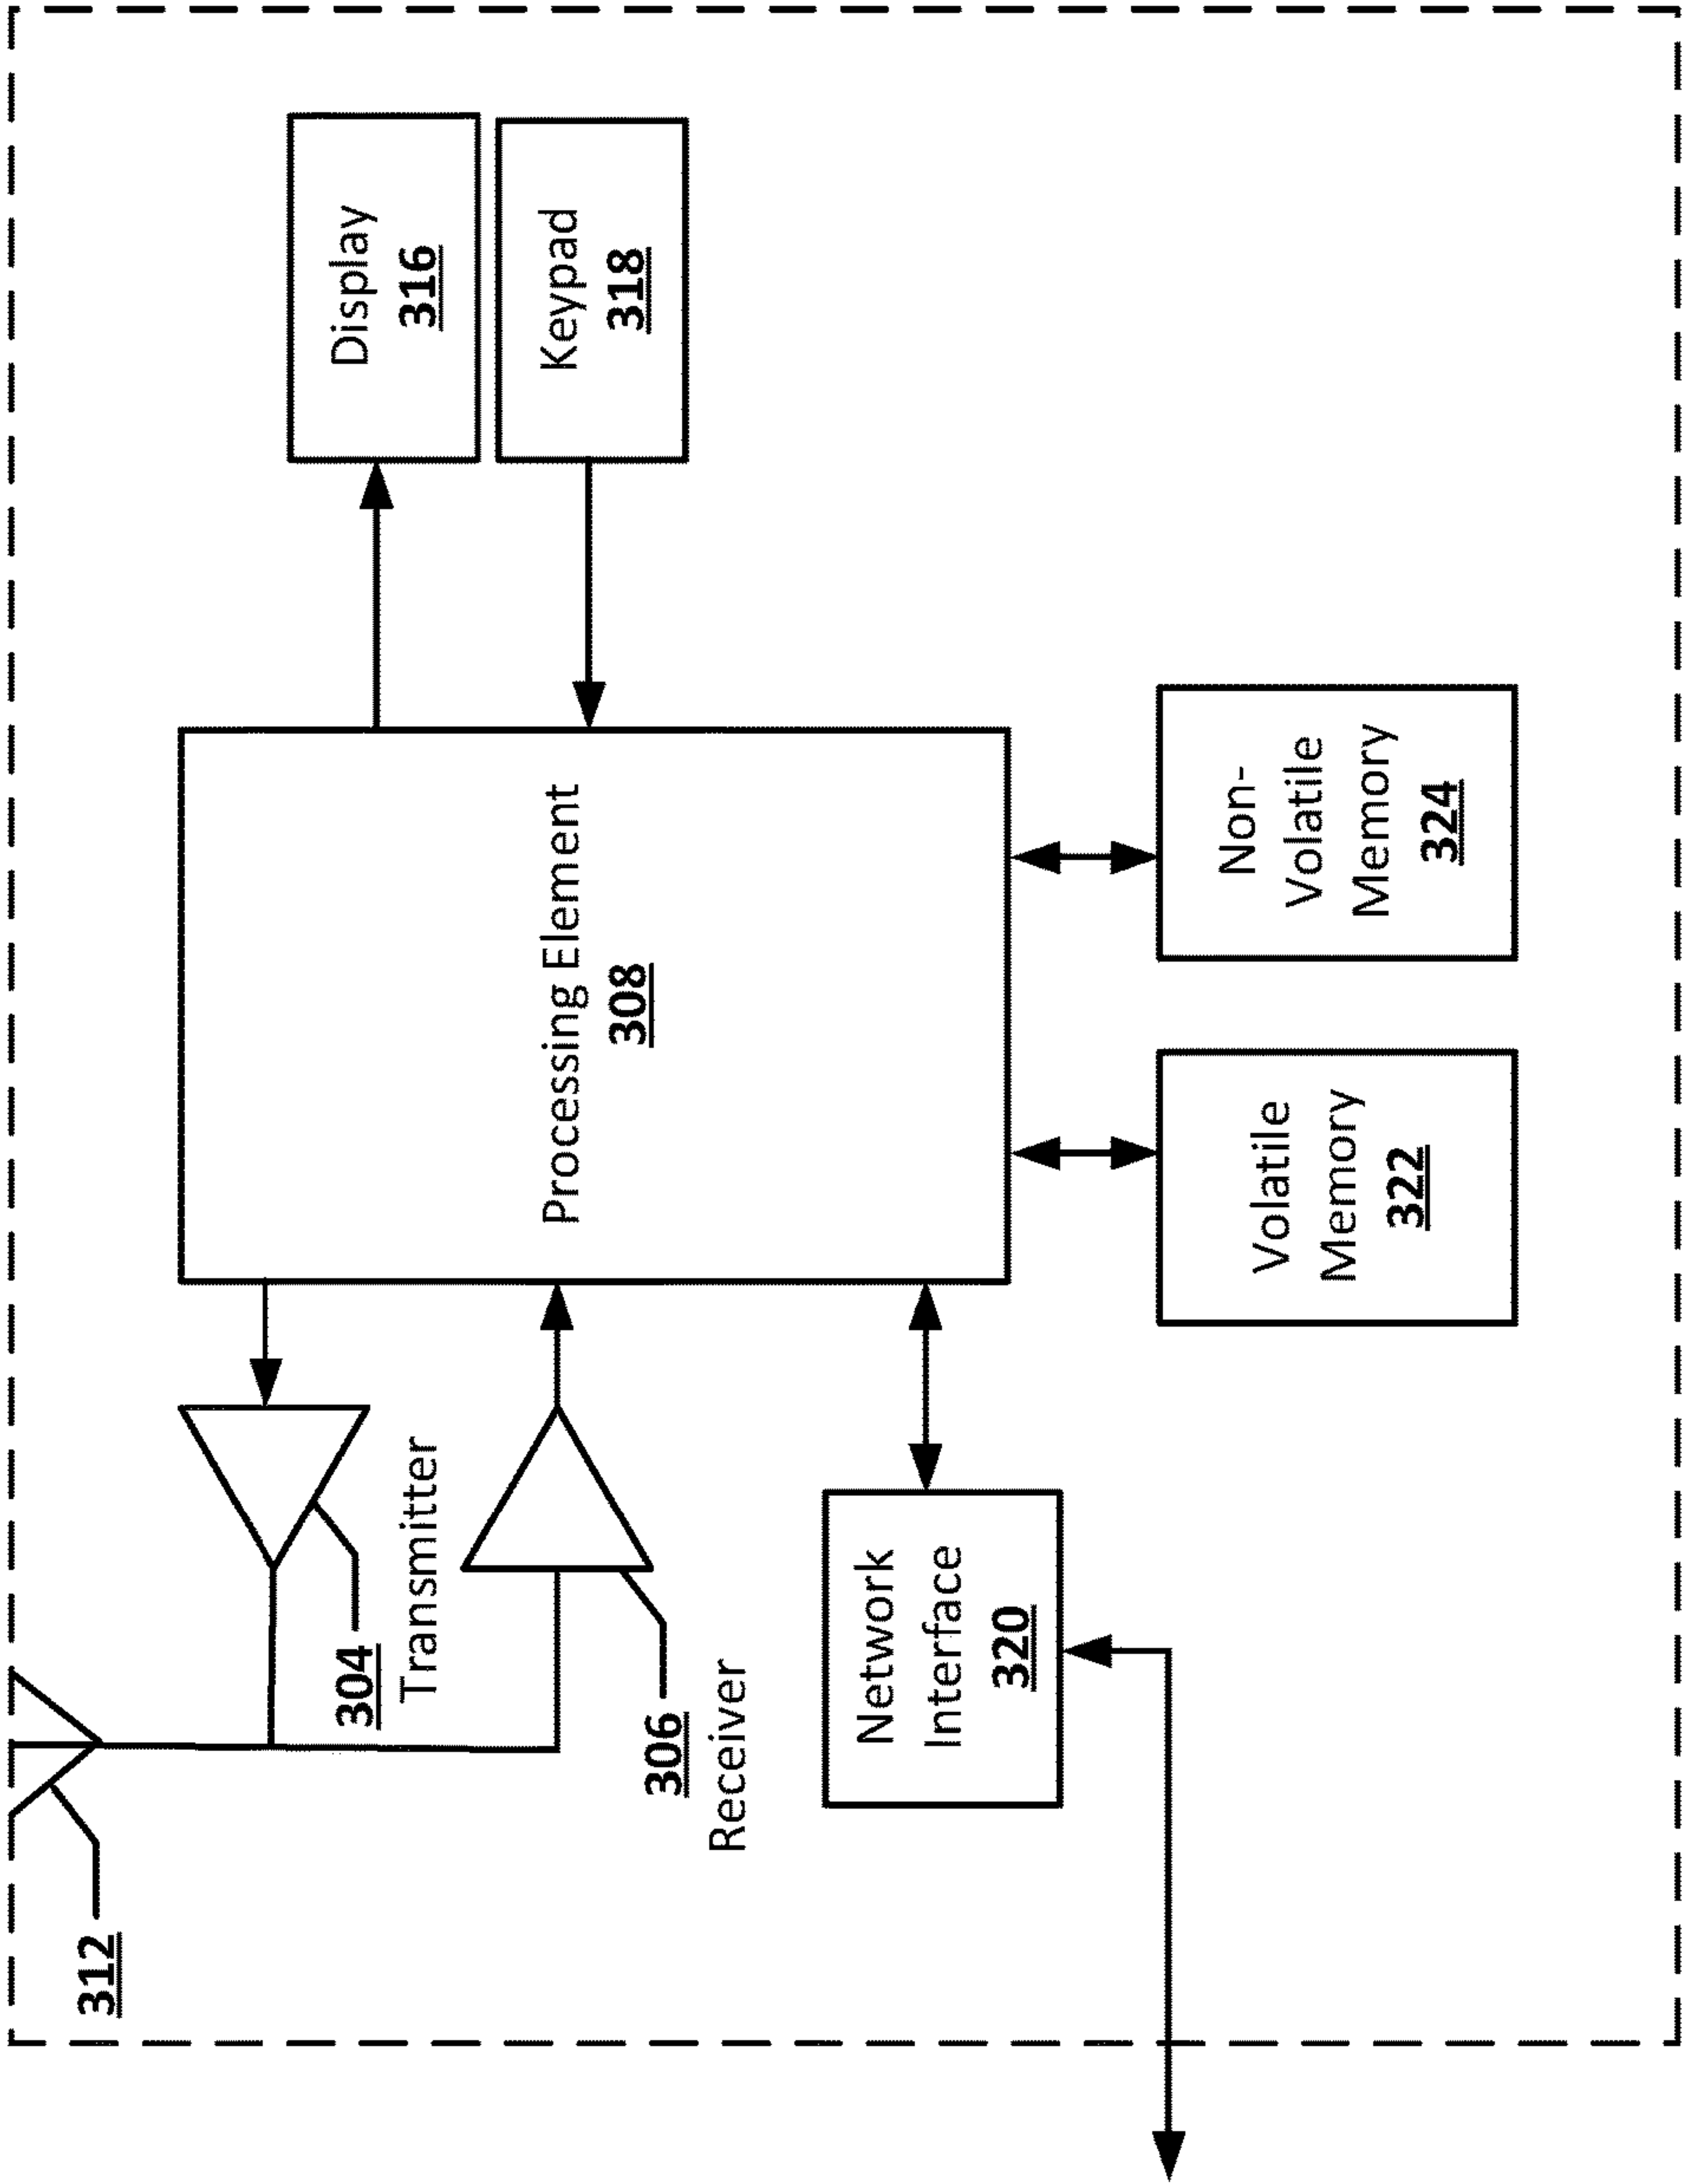 312
304
Transmitter
306
Receiver
Network
Interface
320
Processing Element
308
Display
316
Keypad
318
Volatile
Memory
322
Non-
Volatile
Memory
324